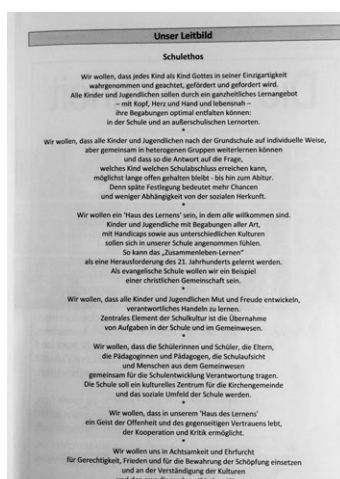 Unser Leitbild
Schulethos
Wir wollen, dass jedes Kind als Kind Gottes in seiner Einzigartigkeit
wahrgenommen und geachtet, gefördert und gefordert wird.
Alle Kinder und Jugendlichen sollen durch ein ganzheitliches Lernangebot
– mit Kopf, Herz und Hand und lebensnah –
ihre Begabungen optimal entfalten können:
in der Schule und an außerschulischen Lernorten.
*
Wir wollen, dass alle Kinder und Jugendlichen nach der Grundschule auf individuelle Weise,
aber gemeinsam in heterogenen Gruppen weiterlernen können
und dass so die Antwort auf die Frage,
welches Kind welchen Schulabschluss erreichen kann,
möglichst lange offen gehalten bleibt - bis hin zum Abitur.
Denn späte Festlegung bedeutet mehr Chancen
und weniger Abhängigkeit von der sozialen Herkunft.
*
Wir wollen ein 'Haus des Lernens' sein, in dem alle willkommen sind.
Kinder und Jugendliche mit Begabungen aller Art,
mit Handicaps sowie aus unterschiedlichen Kulturen
sollen sich in unserer Schule angenommen fühlen.
So kann das „Zusammenleben-Lernen"
als eine Herausforderung des 21. Jahrhunderts gelernt werden.
Als evangelische Schule wollen wir ein Beispiel
einer christlichen Gemeinschaft sein.
*
Wir wollen, dass alle Kinder und Jugendlichen Mut und Freude entwickeln,
verantwortliches Handeln zu lernen.
Zentrales Element der Schulkultur ist die Übernahme
von Aufgaben in der Schule und im Gemeinwesen.
*
Wir wollen, dass die Schülerinnen und Schüler, die Eltern,
die Pädagoginnen und Pädagogen, die Schulaufsicht
und Menschen aus dem Gemeinwesen
gemeinsam für die Schulentwicklung Verantwortung tragen.
Die Schule soll ein kulturelles Zentrum für die Kirchengemeinde
und das soziale Umfeld der Schule werden.
*
Wir wollen, dass in unserem 'Haus des Lernens'
ein Geist der Offenheit und des gegenseitigen Vertrauens lebt,
der Kooperation und Kritik ermöglicht.
*
Wir wollen uns in Achtsamkeit und Ehrfurcht
für Gerechtigkeit, Frieden und für die Bewahrung der Schöpfung einsetzen
und an der Verständigung der Kulturen